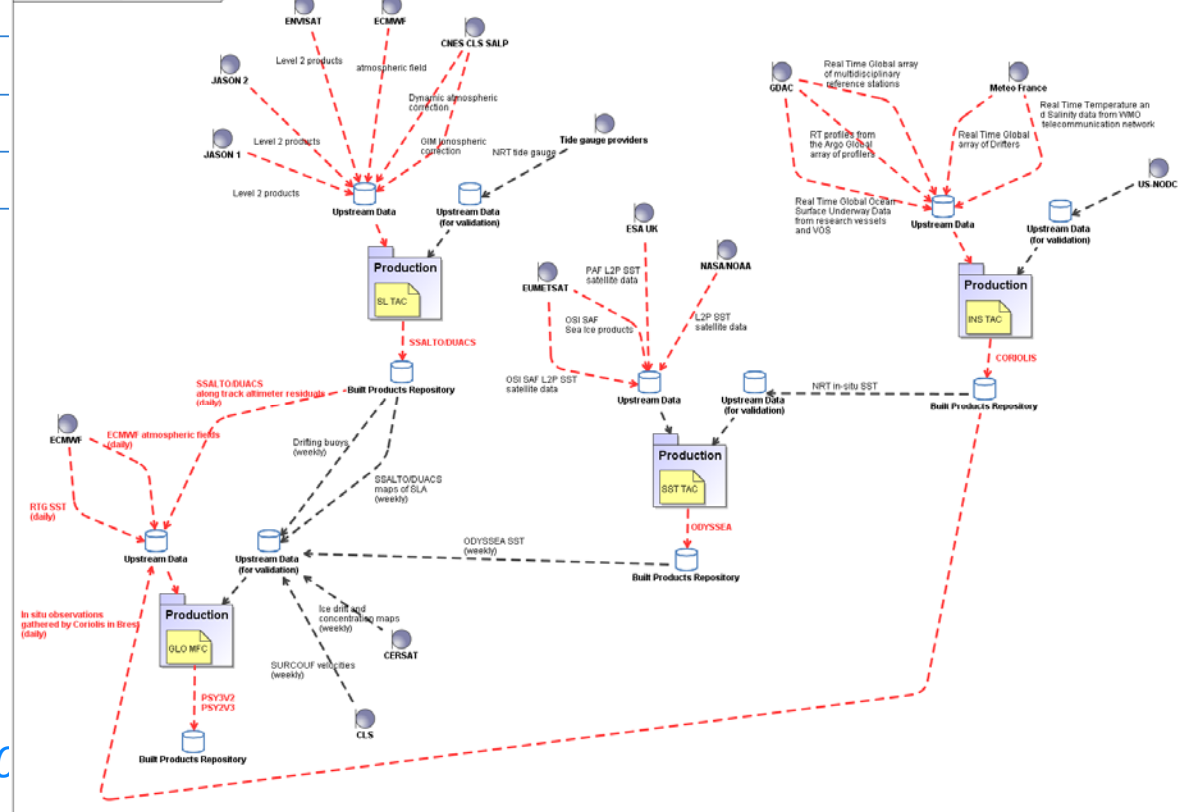 ENVISAT
ECMWF
CNES CLS SALP
Level 2 products
atmospheric field
JASON 2
Dynamic atmospheric
correction
JASON 1
Level 2 products
GIM Ionospheric
correction
Level 2 products
Tide gauge providers
NRT tide gauge
Upstream Data
Upstream Data
(for validation)
Production
SL TAC
SSALTO/DUACS
Built Products Repository
GDAC
Real Time Global array
of multidisciplinary
reference stations
Meteo France
Real Time Temperature an
d Salinity data from WMO
telecommunication network
RT profiles from
the Argo Global
array of profilers
Real Time Global
array of Drifters
US-NODC
Real Time Global Ocean
Surface Underway Data
from research vessels
and VOS
Upstream Data
Upstream Data
(for validation)
Production
INS TAC
CORIOLIS
Built Products Repository
NRT in-situ SST
ESA UK
NASA/NOAA
EUMETSAT
PAF L2P SST
satellite data
OSI SAF
Sea Ice products
L2P SST
satellite data
OSI SAF L2P SST
satellite data
Upstream Data
Upstream Data
(for validation)
Production
SST TAC
ODYSSEA
Built Products Repository
ODYSSEA SST
(weekly)
SSALTO/DUACS
along track altimeter residuals
(daily)
ECMWF
ECMWF atmospheric fields
(daily)
Drifting buoys
(weekly)
SSALTO/DUACS
maps of SLA
(weekly)
RTG SST
(daily)
Upstream Data
Upstream Data
(for validation)
In situ observations
gathered by Coriolis in Brest
(daily)
Production
GLO MFC
Ice drift and
concentration maps
(weekly)
CERSAT
SURCOUF velocities
(weekly)
CLS
PSY3V2
PSY2V3
Built Products Repository